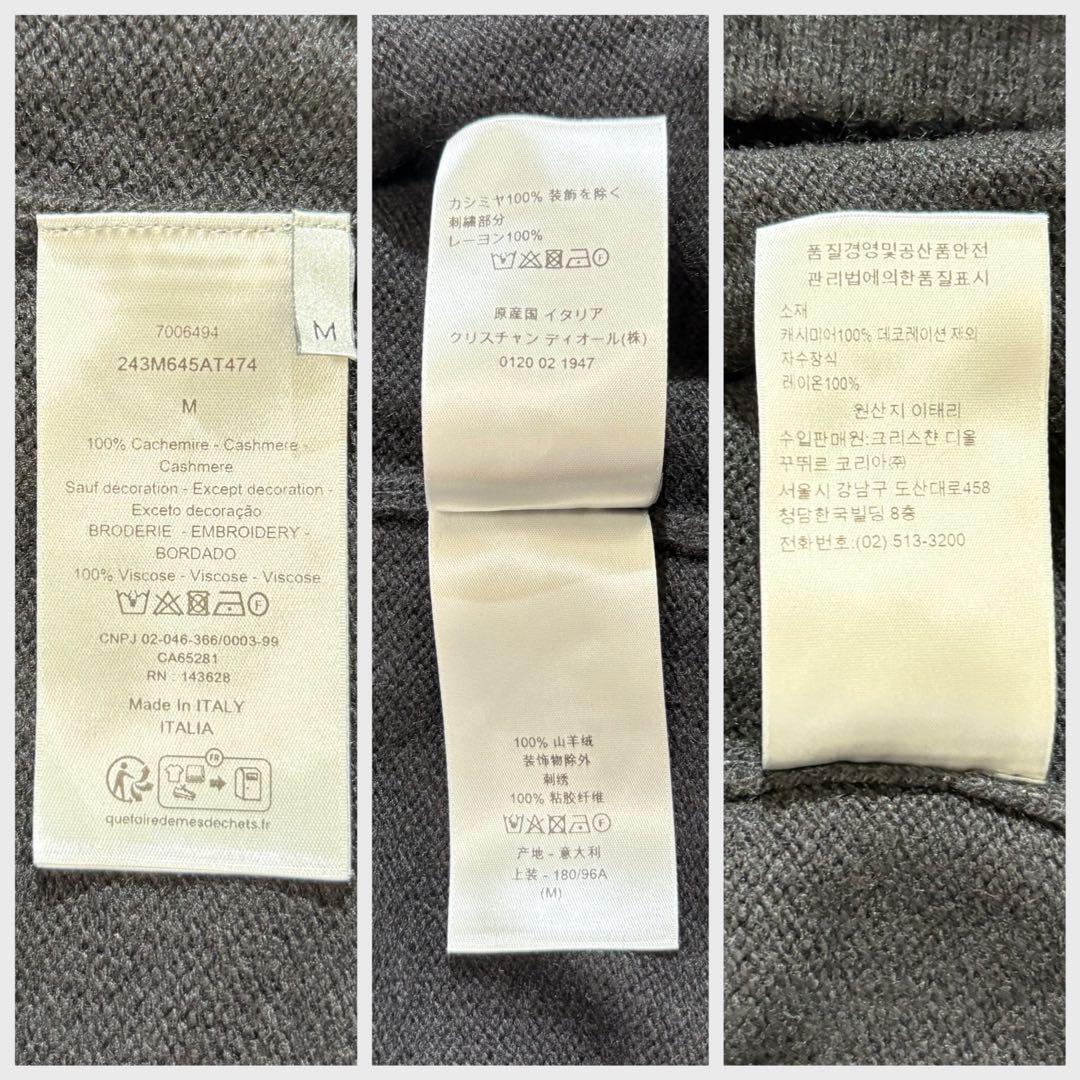 7006494
243M645AT474
M
M
100% Cachemire - Cashmere -
Cashmere
Sauf décoration - Except decoration -
Exceto decoração
BRODERIE - EMBROIDERY -
BORDADO
100% Viscose - Viscose - Viscose
F
CNPJ 02-046-366/0003-99
CA65281
RN : 143628
Made In ITALY
ITALIA
FR
quefairedemesdechets.fr
カシミヤ100% 装飾を除く
刺繍部分
レーヨン100%
F
原産国 イタリア
クリスチャン ディオール(株)
0120 02 1947
100% 山羊绒
装饰物除外
刺绣
100% 粘胶纤维
F
产地 – 意大利
上装 – 180/96A
(M)
품질경영및공산품안전
관리법에의한품질표시
소재
캐시미어100% 데코레이션 제외
자수장식
레이온100%
원산지 이태리
수입판매원:크리스챤 디올
꾸뛰르 코리아㈜
서울시 강남구 도산대로458
청담한국빌딩 8층
전화번호:(02) 513-3200